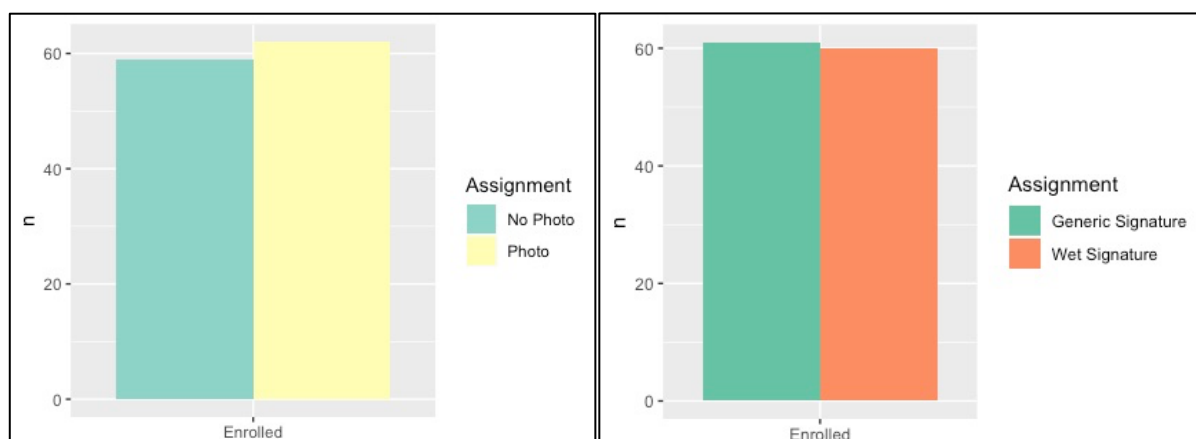 60
40
20
0
n
Enrolled
Assignment
No Photo
Photo
60
40
20
0
n
Enrolled
Assignment
Generic Signature
Wet Signature